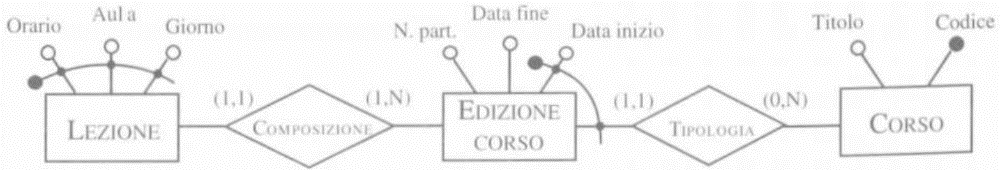 Orario
Aula
Giorno
LEZIONE
(1,1)
COMPOSIZIONE
(1,N)
N. part.
Data fine
Data inizio
EDIZIONE
CORSO
(1,1)
TIPOLOGIA
(0,N)
Titolo
Codice
CORSO